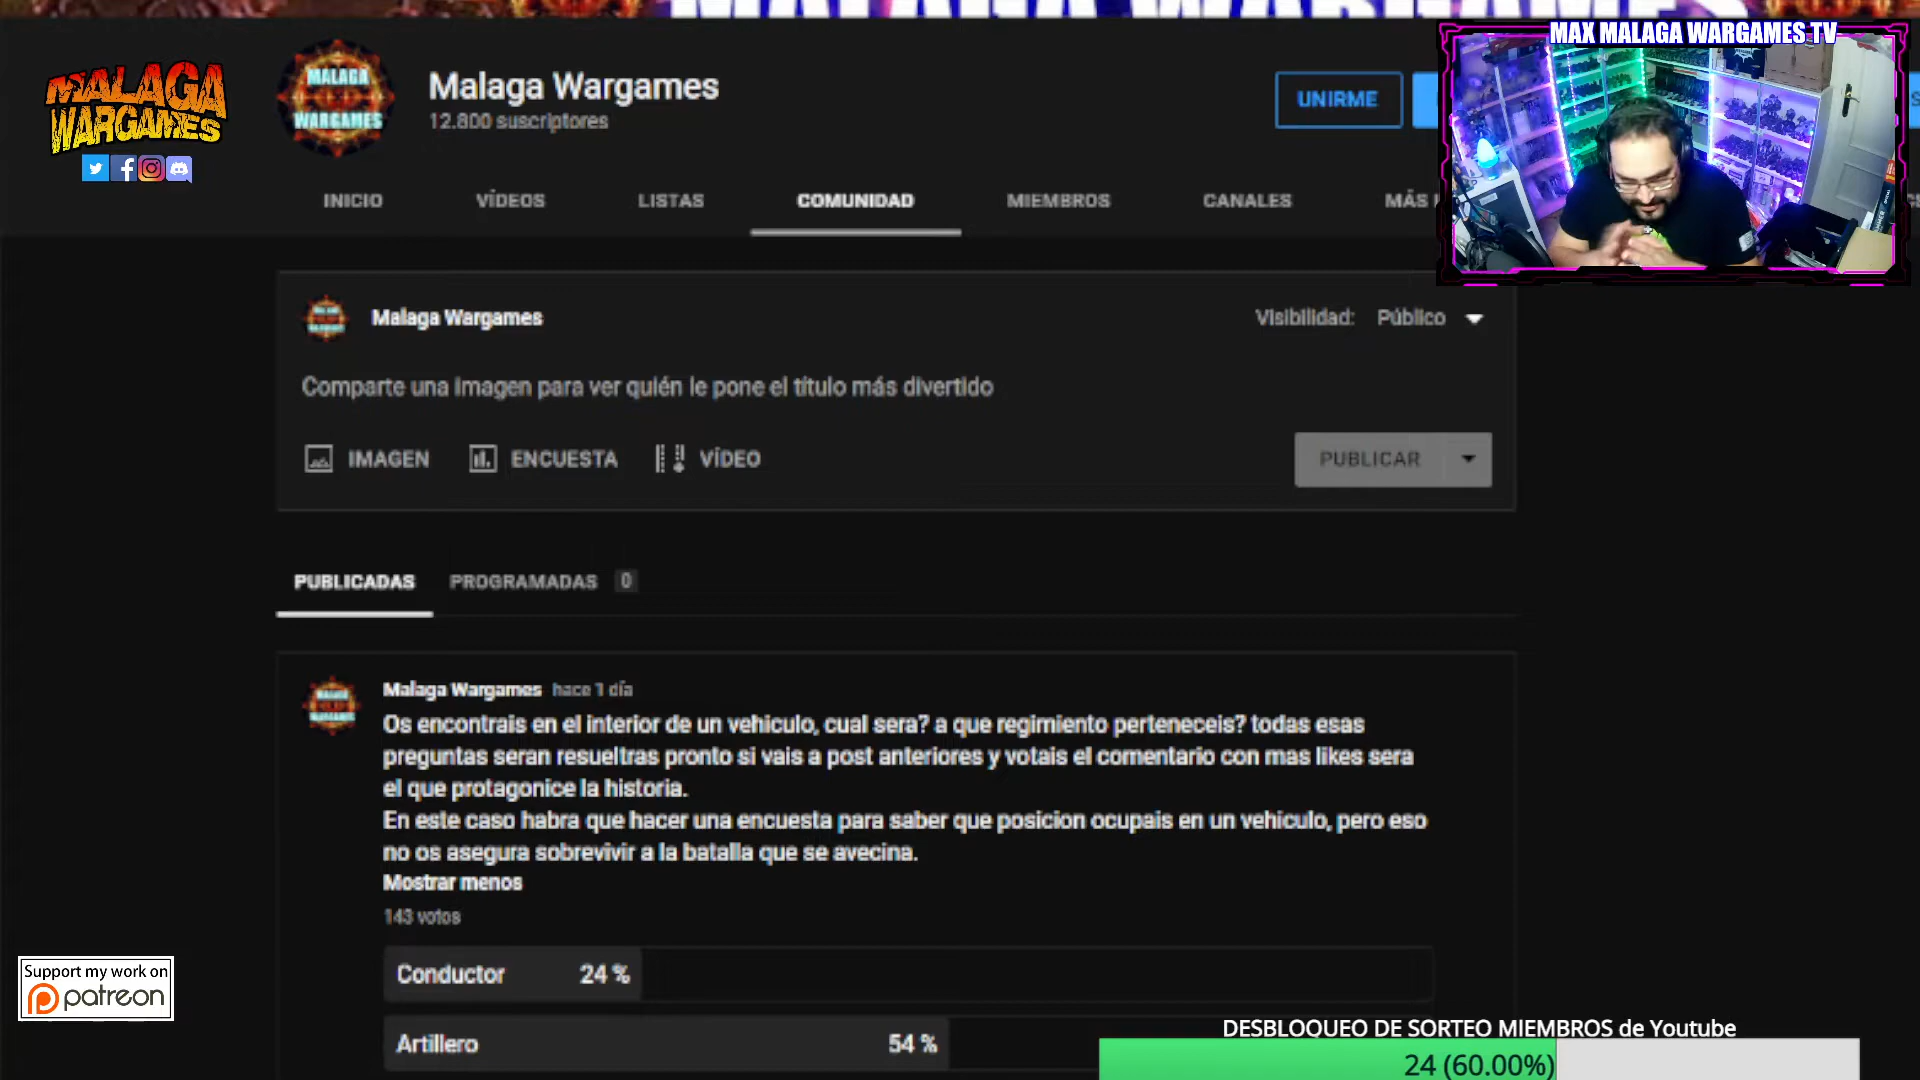 MALAGA WARGAMES
MAX MALAGA WARGAMES TV
MALAGA
WARGAMES
MALAGA
WARGAMES
Malaga Wargames
12.800 suscriptores
UNIRME
INICIO VÍDEOS LISTAS COMUNIDAD MIEMBROS CANALES MÁS
Malaga Wargames
Visibilidad: Público
Comparte una imagen para ver quién le pone el título más divertido
IMAGEN ENCUESTA VÍDEO
PUBLICAR
PUBLICADAS PROGRAMADAS 0
Malaga Wargames hace 1 día
Os encontrais en el interior de un vehiculo, cual sera? a que regimiento perteneceis? todas esas
preguntas seran resueltras pronto si vais a post anteriores y votais el comentario con mas likes sera
el que protagonice la historia.
En este caso habra que hacer una encuesta para saber que posicion ocupais en un vehiculo, pero eso
no os asegura sobrevivir a la batalla que se avecina.
Mostrar menos
143 votos
Conductor 24 %
Artillero 54 %
Support my work on
patreon
DESBLOQUEO DE SORTEO MIEMBROS de Youtube
24 (60.00%)